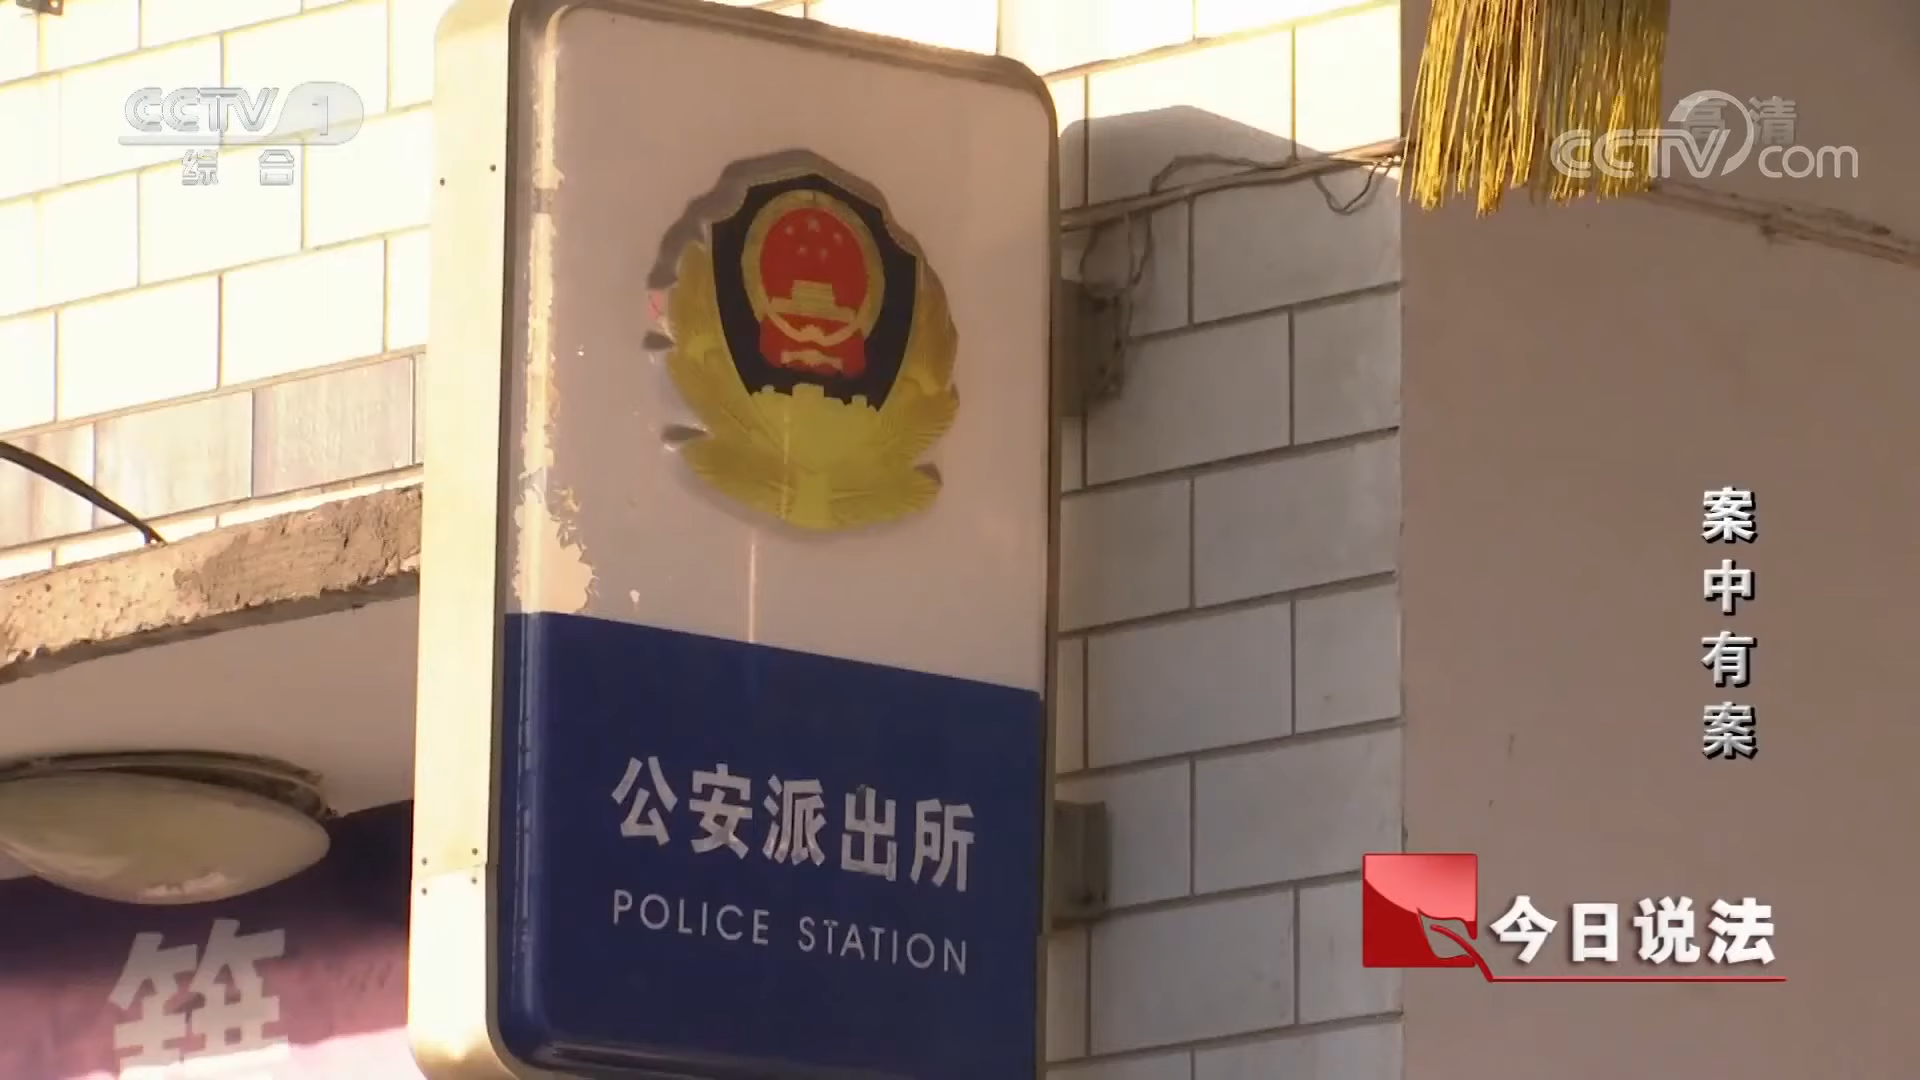 CCTV 1
综合
高清
CCTV.com
案中有案
公安派出所
POLICE STATION
今日说法
籍